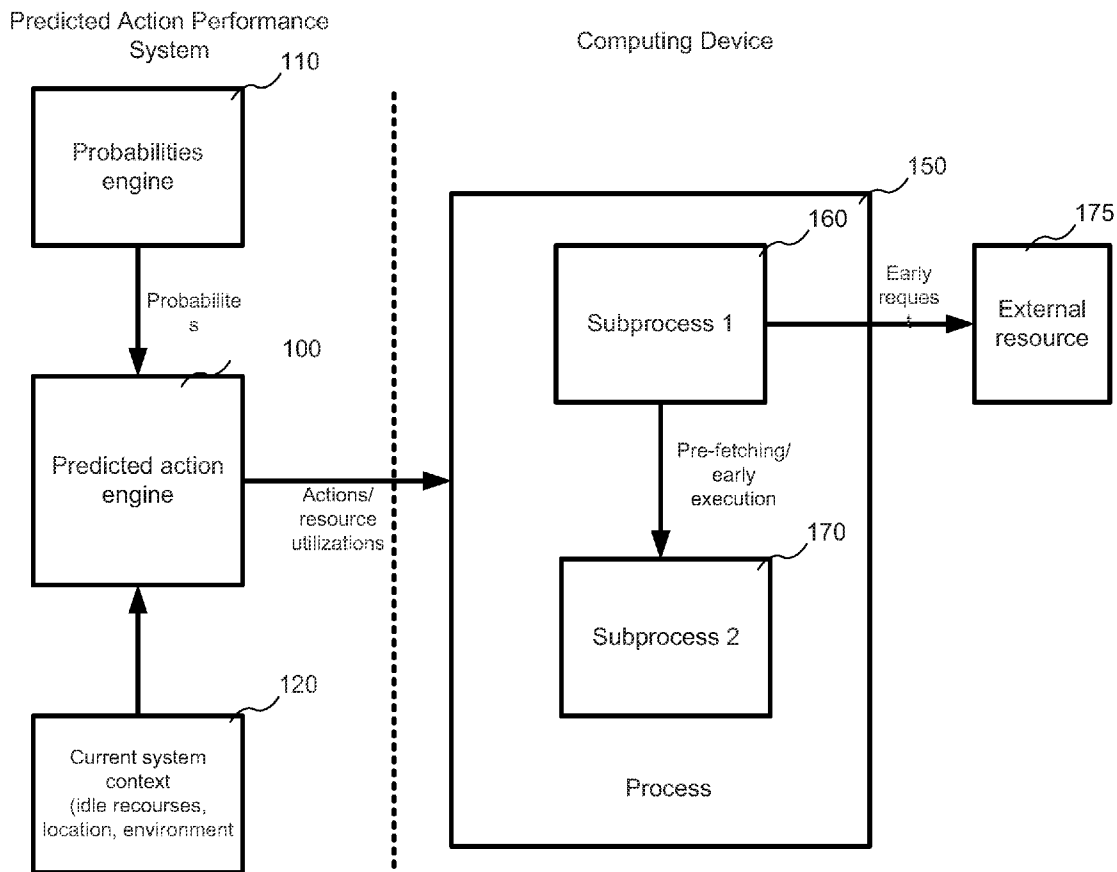 Predicted Action Performance
System
Computing Device
110
Probabilities
engine
150
160
175
Probabilite
s
Subprocess 1
Early
reques
t
External
resource
100
Predicted action
engine
Pre-fetching/
early
execution
Actions/
resource
utilizations
170
Subprocess 2
120
Current system
context
(idle recourses,
location, environment
Process